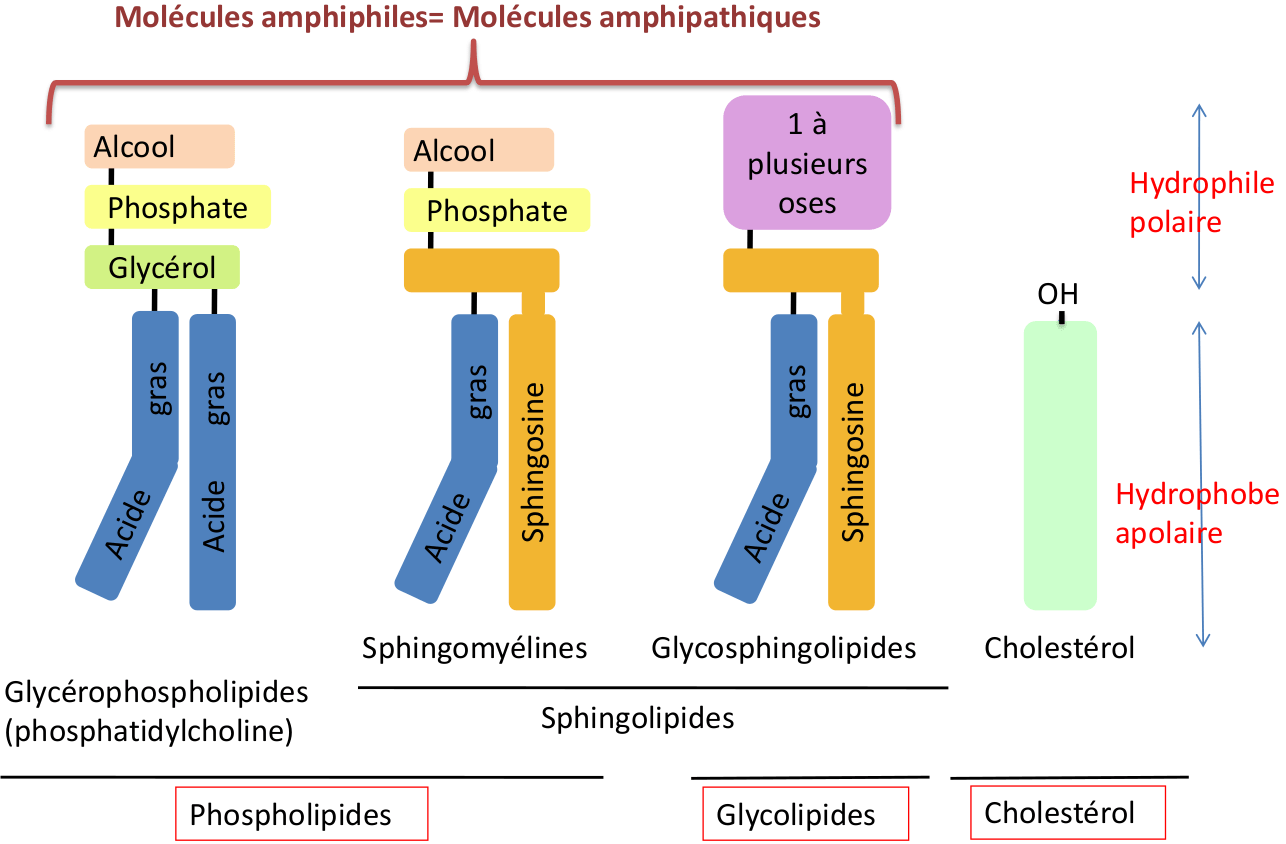 Molécules amphiphiles= Molécules amphipathiques
Alcool
Phosphate
Glycérol
Acide gras
Acide gras
Alcool
Phosphate
Acide gras
Sphingosine
1 à
plusieurs
oses
Acide gras
Sphingosine
OH
Hydrophile
polaire
Hydrophobe
apolaire
Sphingomyélines
Glycosphingolipides
Cholestérol
Glycérophospholipides
(phosphatidylcholine)
Sphingolipides
Phospholipides
Glycolipides
Cholestérol